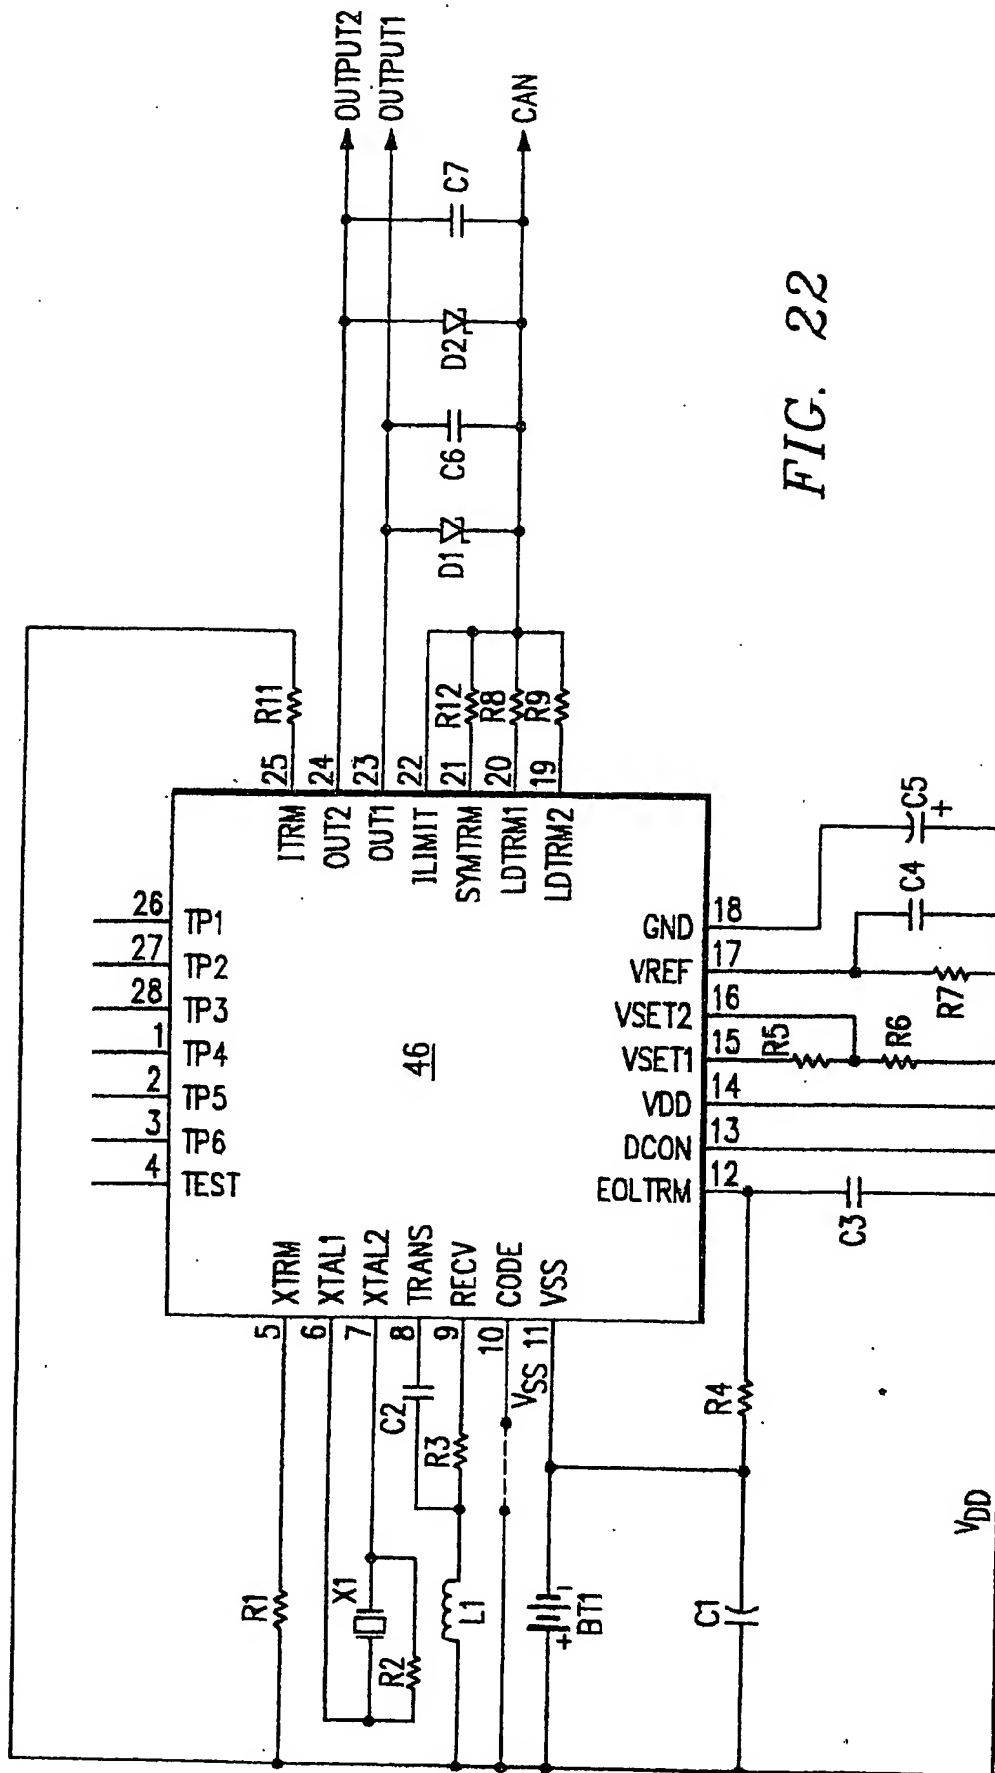 OUTPUT2
OUTPUT1
CAN
C7
D2
C6
D1
FIG. 22
R11
R12
R8
R9
25 ITRM
24 OUT2
23 OUT1
22 ILIMIT
21 SYMTRM
20 LDTRM1
19 LDTRM2
26 TP1
27 TP2
28 TP3
1 TP4
2 TP5
3 TP6
4 TEST
46
GND 18
VREF 17
VSET2 16
VSET1 15
VDD 14
DCON 13
EOLTRM 12
C5
+
C4
R7
R5
R6
C3
XTRM 5
XTAL1 6
XTAL2 7
TRANS 8
RECV 9
CODE 10
VSS 11
VSS
R1
X1
R2
C2
R3
L1
+
BT1
R4
C1
VDD